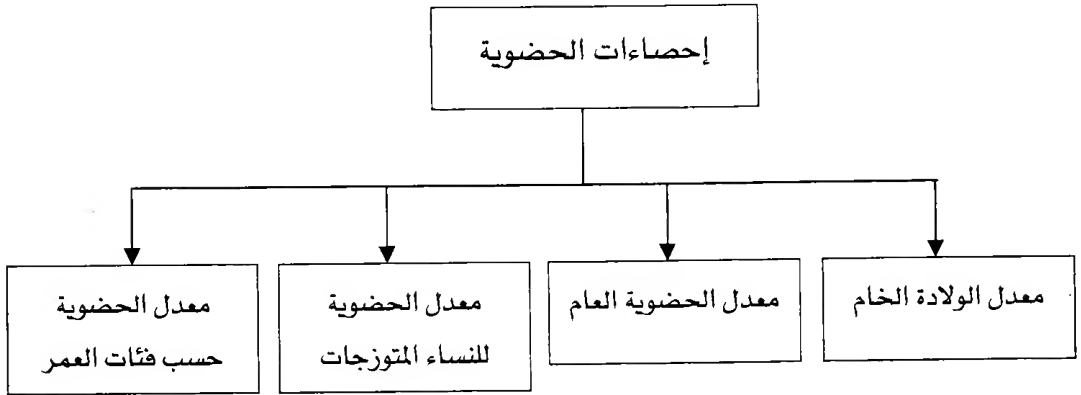 إحصاءات الحضوية
معدل الولادة الخام
معدل الحضوية العام
معدل الحضوية
للنساء المتوزجات
معدل الحضوية
حسب فئات العمر